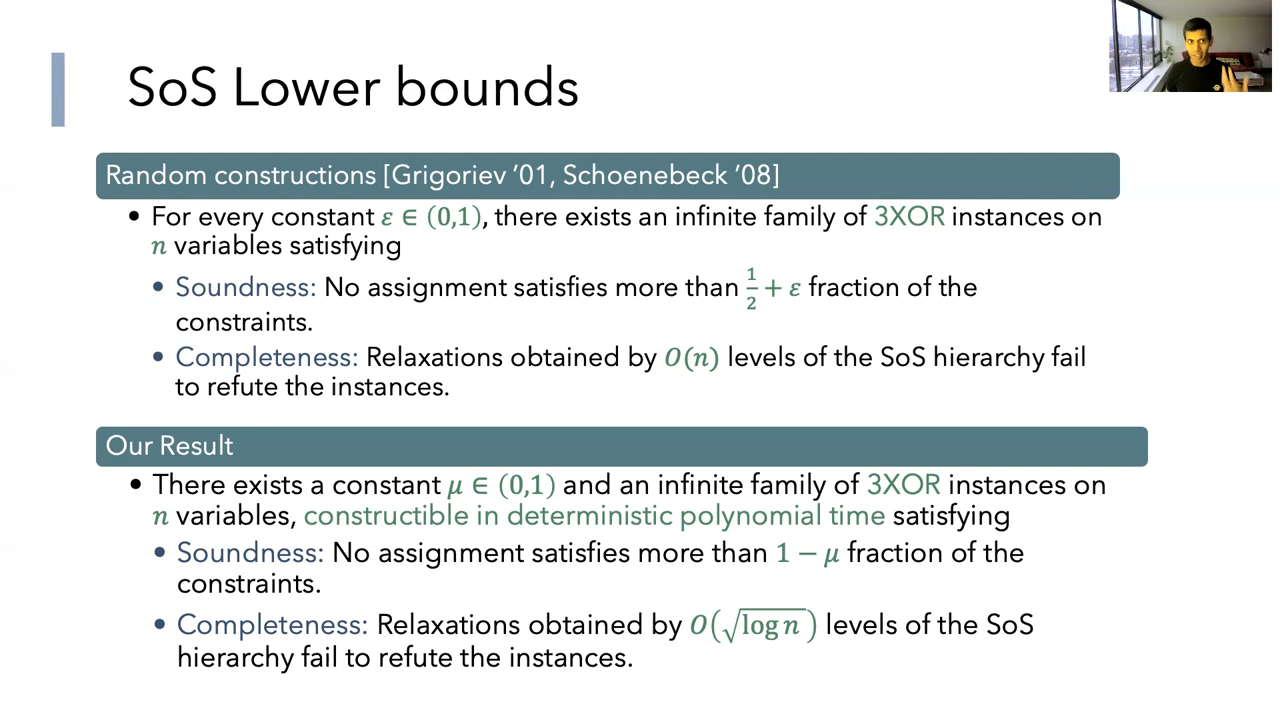 SoS Lower bounds
Random constructions [Grigoriev ’01, Schoenebeck ’08]
• For every constant 𝜀 ∈ (0,1), there exists an infinite family of 3XOR instances on
𝑛 variables satisfying
• Soundness: No assignment satisfies more than 1/2 + 𝜀 fraction of the
constraints.
• Completeness: Relaxations obtained by 𝑂(𝑛) levels of the SoS hierarchy fail
to refute the instances.
Our Result
• There exists a constant 𝜇 ∈ (0,1) and an infinite family of 3XOR instances on
𝑛 variables, constructible in deterministic polynomial time satisfying
• Soundness: No assignment satisfies more than 1 − 𝜇 fraction of the
constraints.
• Completeness: Relaxations obtained by 𝑂(√log 𝑛) levels of the SoS
hierarchy fail to refute the instances.